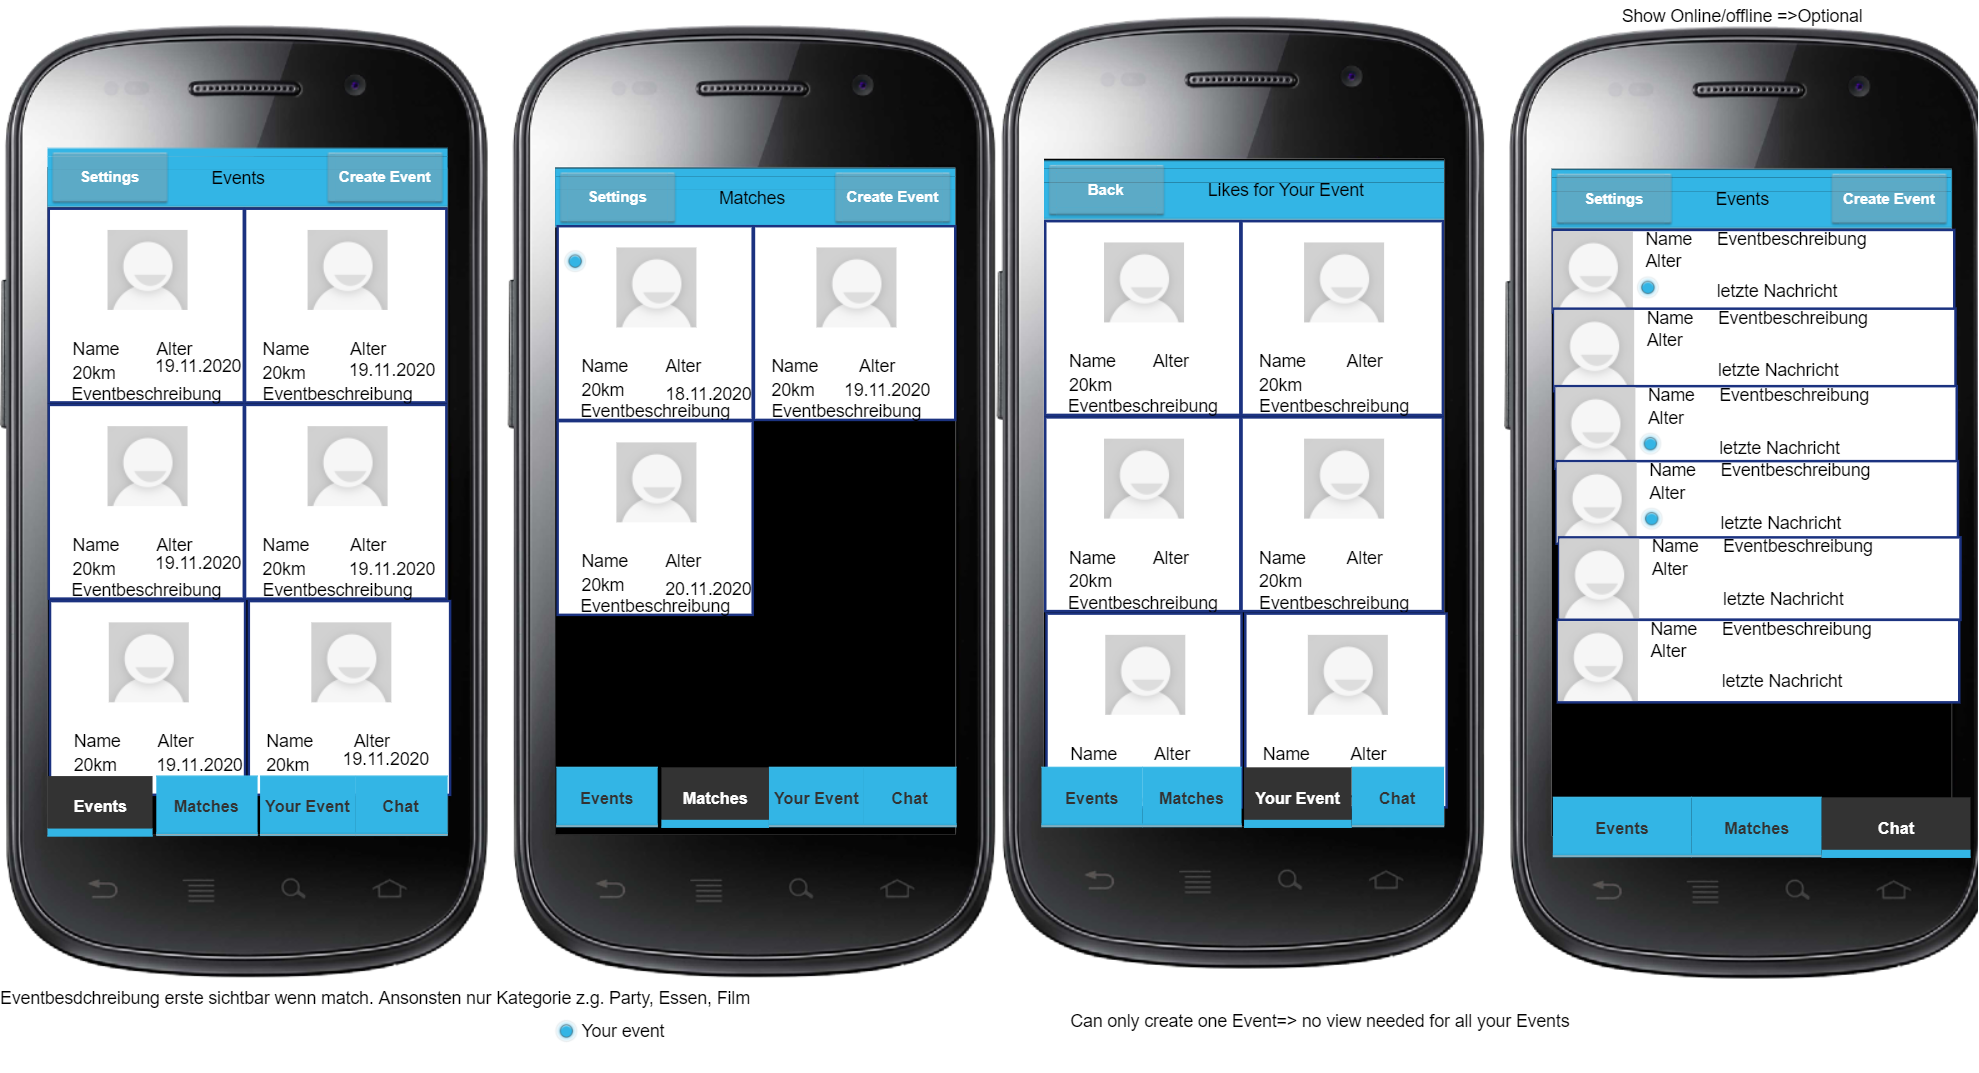 Show Online/offline =>Optional
Settings Events Create Event
Name Alter Name Alter
20km 19.11.2020 20km 19.11.2020
Eventbeschreibung Eventbeschreibung
Name Alter Name Alter
20km 19.11.2020 20km 19.11.2020
Eventbeschreibung Eventbeschreibung
Name Alter Name Alter
20km 19.11.2020 20km 19.11.2020
Events Matches Your Event Chat
Settings Matches Create Event
Name Alter Name Alter
20km 18.11.2020 20km 19.11.2020
Eventbeschreibung Eventbeschreibung
Name Alter
20km 20.11.2020
Eventbeschreibung
Events Matches Your Event Chat
Back Likes for Your Event
Name Alter Name Alter
20km 20km
Eventbeschreibung Eventbeschreibung
Name Alter Name Alter
20km 20km
Eventbeschreibung Eventbeschreibung
Name Alter Name Alter
Events Matches Your Event Chat
Settings Events Create Event
Name Eventbeschreibung
Alter
letzte Nachricht
Name Eventbeschreibung
Alter
letzte Nachricht
Name Eventbeschreibung
Alter
letzte Nachricht
Name Eventbeschreibung
Alter
letzte Nachricht
Name Eventbeschreibung
Alter
letzte Nachricht
Name Eventbeschreibung
Alter
letzte Nachricht
Events Matches Chat
Eventbesdchreibung erste sichtbar wenn match. Ansonsten nur Kategorie z.g. Party, Essen, Film
Your event
Can only create one Event=> no view needed for all your Events